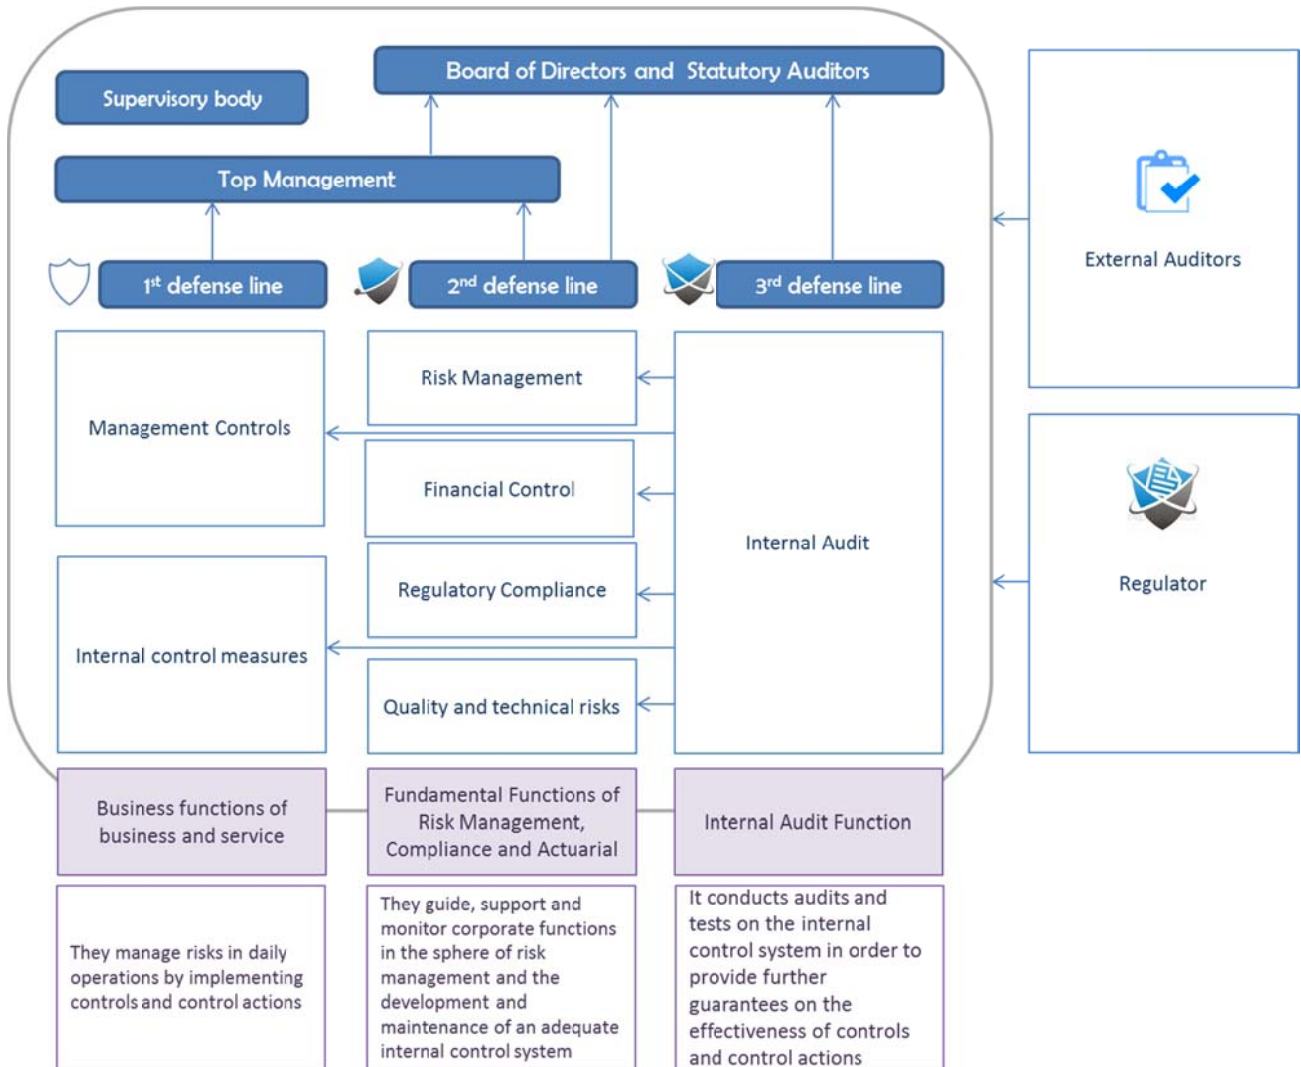 Board of Directors and Statutory Auditors
Supervisory body
Top Management
1st defense line
2nd defense line
3rd defense line
External Auditors
Risk Management
Management Controls
Financial Control
Internal Audit
Regulatory Compliance
Regulator
Internal control measures
Quality and technical risks
Business functions of
business and service
Fundamental Functions of
Risk Management,
Compliance and Actuarial
Internal Audit Function
They manage risks in daily
operations by implementing
controls and control actions
They guide, support and
monitor corporate functions
in the sphere of risk
management and the
development and
maintenance of an adequate
internal control system
It conducts audits and
tests on the internal
control system in order to
provide further
guarantees on the
effectiveness of controls
and control actions